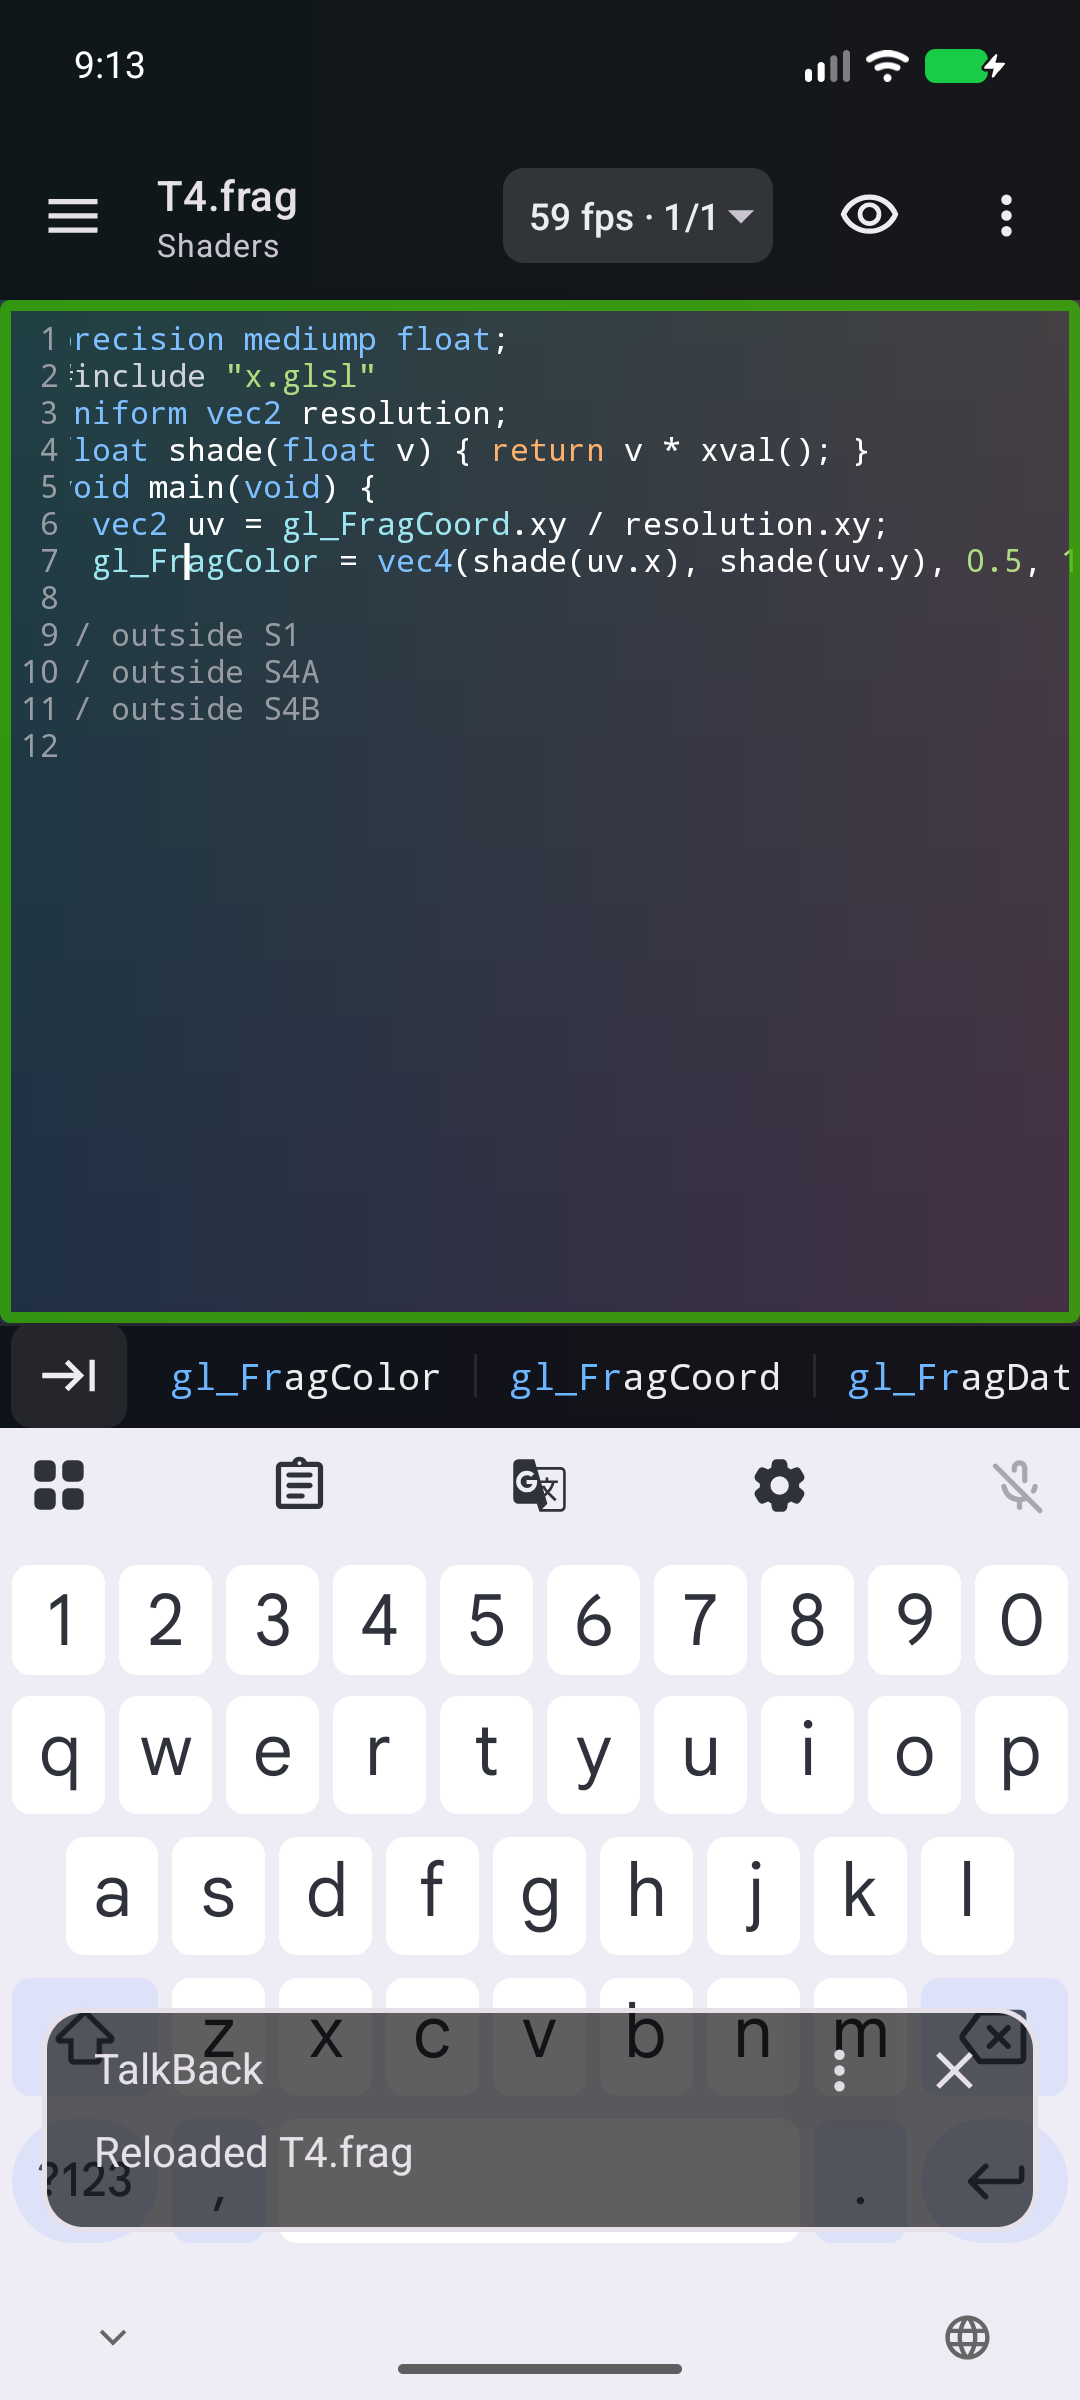 9:13
T4.frag
Shaders
59 fps · 1/1
1 recision mediump float;
2 #include "x.glsl"
3 niform vec2 resolution;
4 loat shade(float v) { return v * xval(); }
5 void main(void) {
6 vec2 uv = gl_FragCoord.xy / resolution.xy;
7 gl_FragColor = vec4(shade(uv.x), shade(uv.y), 0.5, 1
8
9 / outside S1
10 / outside S4A
11 / outside S4B
12
gl_FragColor gl_FragCoord gl_FragDat
1 2 3 4 5 6 7 8 9 0
q w e r t y u i o p
a s d f g h j k l
z x c v b n m
TalkBack
Reloaded T4.frag
?123 , .